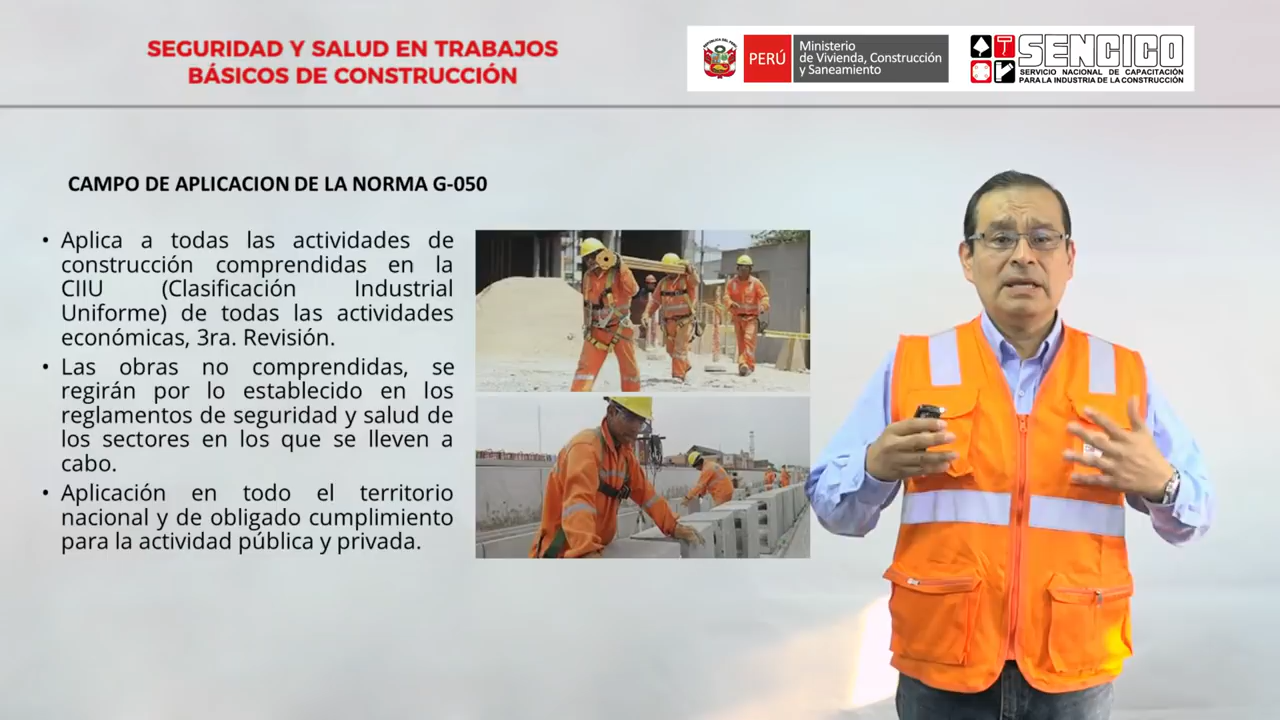 SEGURIDAD Y SALUD EN TRABAJOS
BÁSICOS DE CONSTRUCCIÓN
PERÚ
Ministerio
de Vivienda, Construcción
y Saneamiento
SENCICO
SERVICIO NACIONAL DE CAPACITACIÓN
PARA LA INDUSTRIA DE LA CONSTRUCCIÓN
CAMPO DE APLICACION DE LA NORMA G-050
• Aplica a todas las actividades de
construcción comprendidas en la
CIIU (Clasificación Industrial
Uniforme) de todas las actividades
económicas, 3ra. Revisión.
• Las obras no comprendidas, se
regirán por lo establecido en los
reglamentos de seguridad y salud de
los sectores en los que se lleven a
cabo.
• Aplicación en todo el territorio
nacional y de obligado cumplimiento
para la actividad pública y privada.